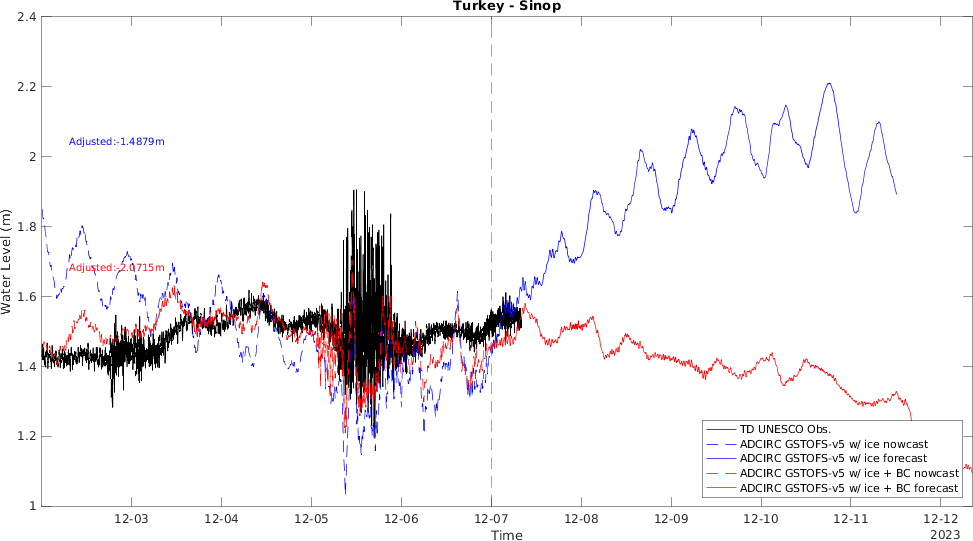 Turkey - Sinop
2.4
2.2
2
1.8
1.6
1.4
1.2
1
Water Level (m)
Adjusted:-1.4879m
Adjusted:-2.0715m
TD UNESCO Obs.
ADCIRC GSTOFS-v5 w/ ice nowcast
ADCIRC GSTOFS-v5 w/ ice forecast
ADCIRC GSTOFS-v5 w/ ice + BC nowcast
ADCIRC GSTOFS-v5 w/ ice + BC forecast
12-03 12-04 12-05 12-06 12-07 12-08 12-09 12-10 12-11 12-12
2023
Time